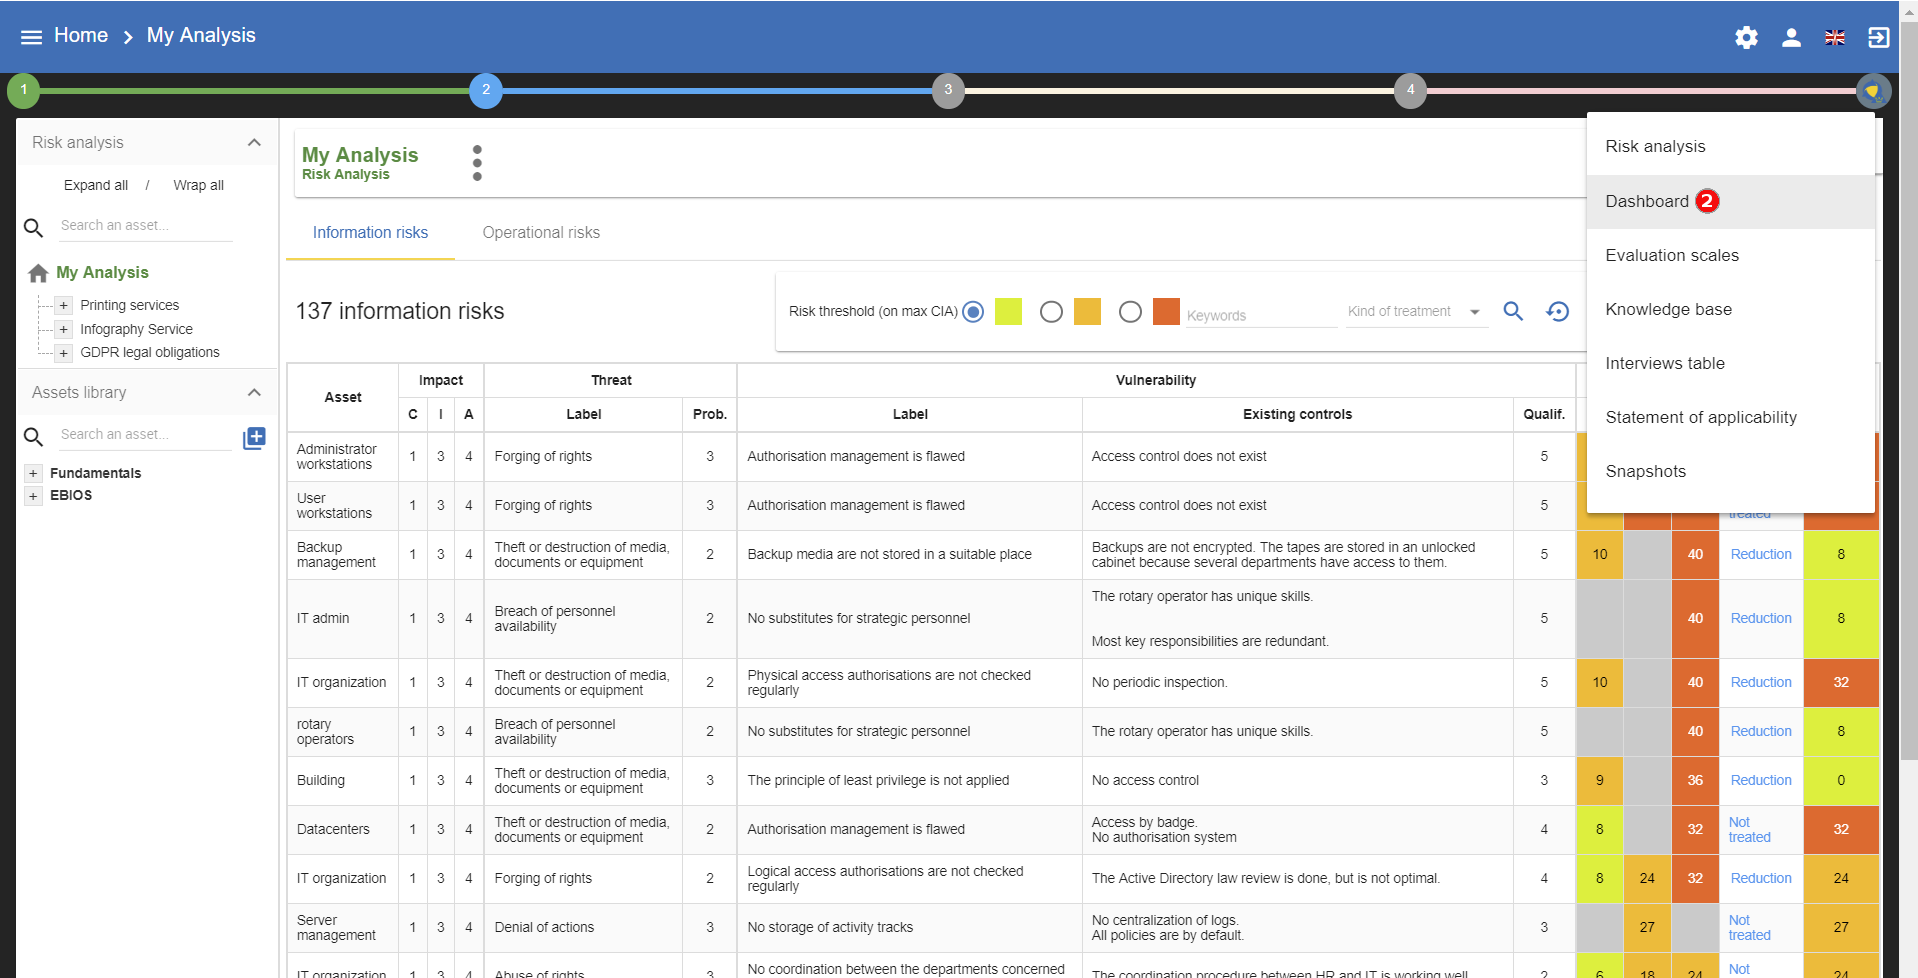 Home > My Analysis
1 2 3 4
Risk analysis
Expand all / Wrap all
Search an asset...
My Analysis
+ Printing services
+ Infography Service
+ GDPR legal obligations
Assets library
Search an asset...
+ Fundamentals
+ EBIOS
My Analysis
Risk Analysis
Information risks Operational risks
137 information risks
Risk threshold (on max CIA) Keywords Kind of treatment
Risk analysis
Dashboard 2
Evaluation scales
Knowledge base
Interviews table
Statement of applicability
Snapshots
Asset Impact Threat Vulnerability
C I A Label Prob. Label Existing controls Qualif.
Administrator
workstations 1 3 4 Forging of rights 3 Authorisation management is flawed Access control does not exist 5
User
workstations 1 3 4 Forging of rights 3 Authorisation management is flawed Access control does not exist 5
treated
Backup
management 1 3 4 Theft or destruction of media,
documents or equipment 2 Backup media are not stored in a suitable place Backups are not encrypted. The tapes are stored in an unlocked
cabinet because several departments have access to them. 5 10 40 Reduction 8
IT admin 1 3 4 Breach of personnel
availability 2 No substitutes for strategic personnel The rotary operator has unique skills.
Most key responsibilities are redundant. 5 40 Reduction 8
IT organization 1 3 4 Theft or destruction of media,
documents or equipment 2 Physical access authorisations are not checked
regularly No periodic inspection. 5 10 40 Reduction 32
rotary
operators 1 3 4 Breach of personnel
availability 2 No substitutes for strategic personnel The rotary operator has unique skills. 5 40 Reduction 8
Building 1 3 4 Theft or destruction of media,
documents or equipment 3 The principle of least privilege is not applied No access control 3 9 36 Reduction 0
Datacenters 1 3 4 Theft or destruction of media,
documents or equipment 2 Authorisation management is flawed Access by badge.
No authorisation system 4 8 32 Not
treated 32
IT organization 1 3 4 Forging of rights 2 Logical access authorisations are not checked
regularly The Active Directory law review is done, but is not optimal. 4 8 24 32 Reduction 24
Server
management 1 3 4 Denial of actions 3 No storage of activity tracks No centralization of logs.
All policies are by default. 3 27 Not
treated 27
IT organization 1 3 4 Abuse of rights 3 No coordination between the departments concerned The coordination procedure between HR and IT is working well 2 6 18 24 Not 24